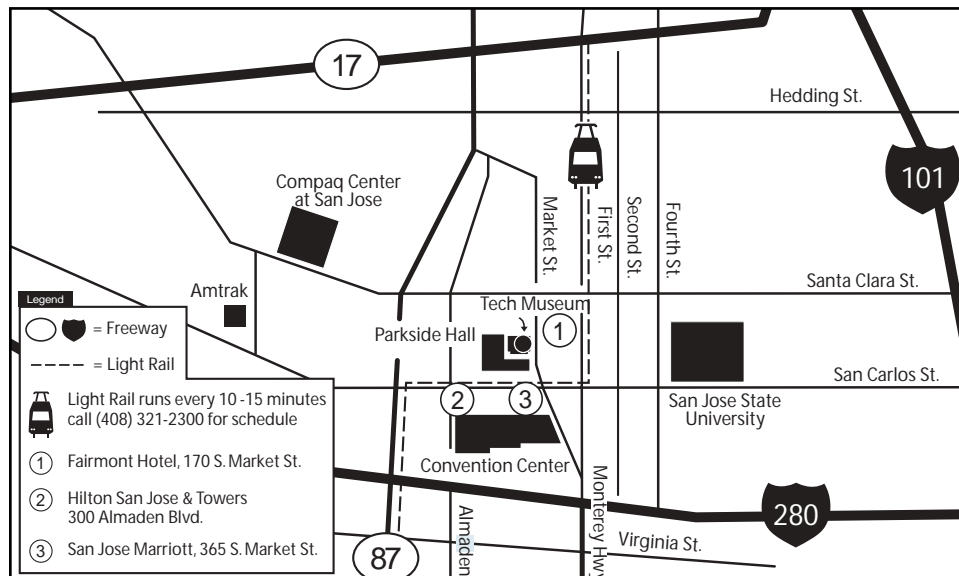 17
Hedding St.
101
Compaq Center
at San Jose
Market St.
First St.
Second St.
Fourth St.
Santa Clara St.
Amtrak
Tech Museum
1
Parkside Hall
San Carlos St.
2
3
San Jose State
University
Convention Center
280
Almaden
Monterey Hwy
Virginia St.
87
Legend
= Freeway
= Light Rail
Light Rail runs every 10 -15 minutes
call (408) 321-2300 for schedule
1 Fairmont Hotel, 170 S. Market St.
2 Hilton San Jose & Towers
300 Almaden Blvd.
3 San Jose Marriott, 365 S. Market St.